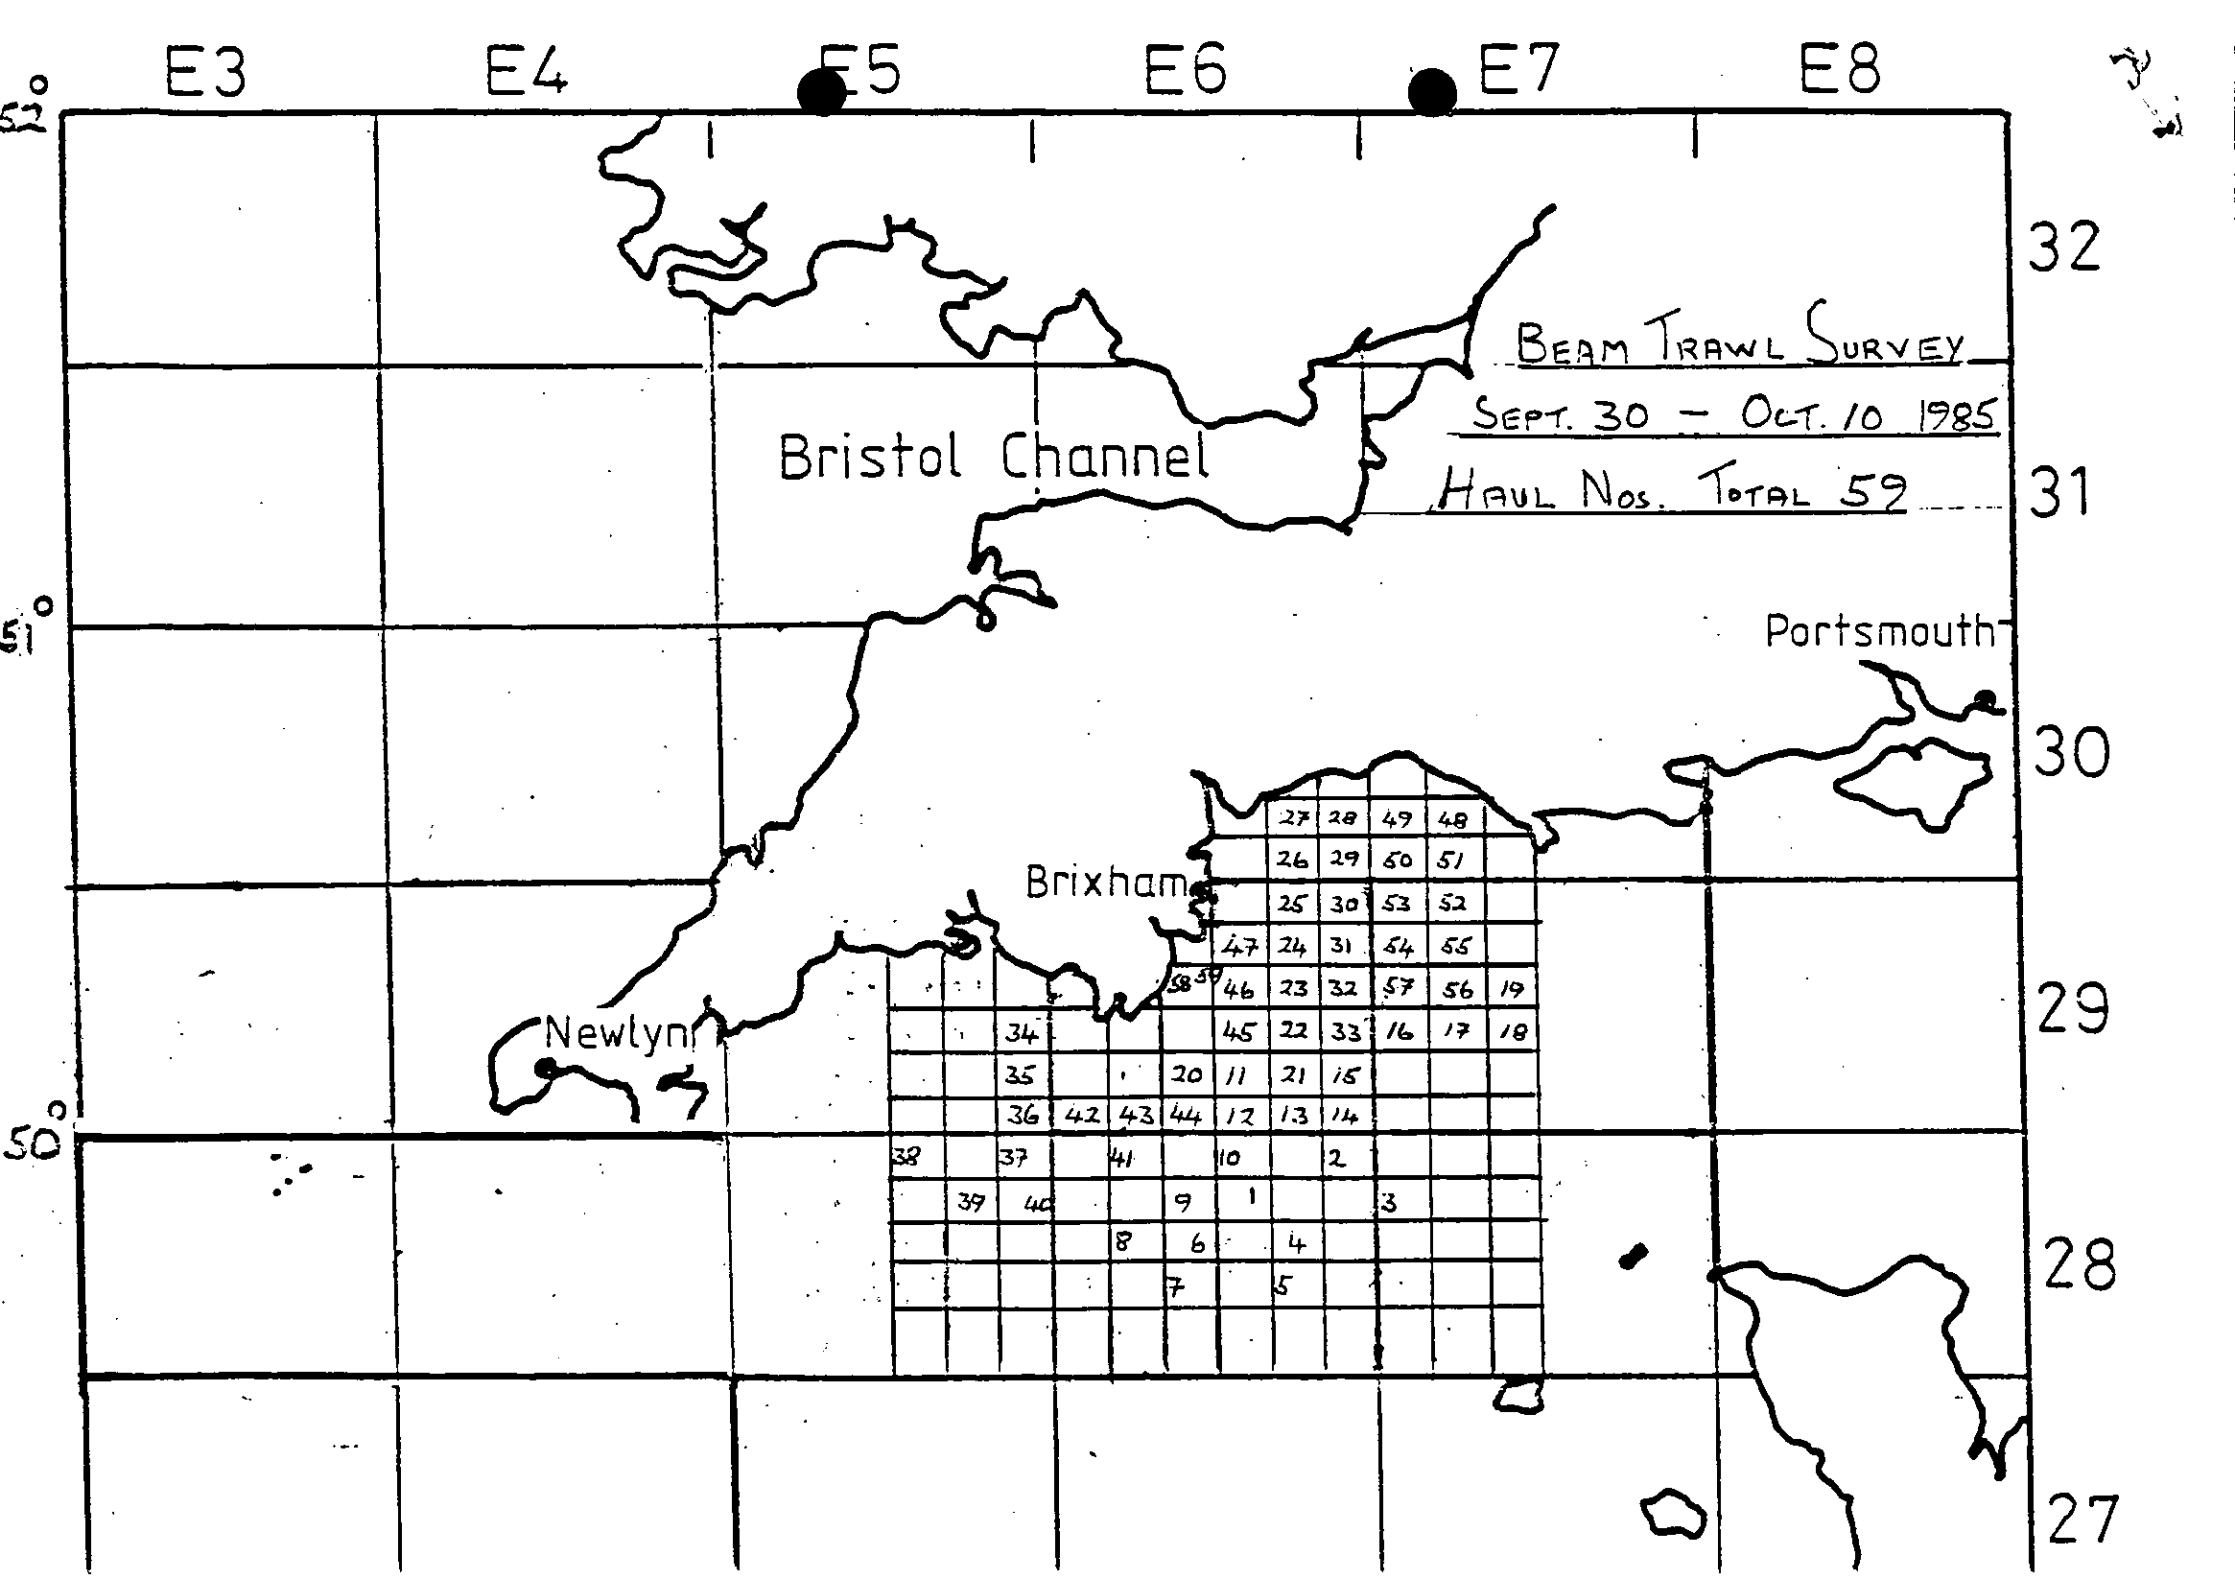 E3 E4 E5 E6 E7 E8
52°
32
BEAM TRAWL SURVEY
SEPT. 30 – OCT. 10 1985
Bristol Channel
HAUL NOS. TOTAL 59
31
51°
Portsmouth
30
27 28 49 48
26 29 50 51
Brixham
25 30 53 52
47 24 31 54 55
58 59 46 23 32 57 56 19
29
Newlyn
34 45 22 33 16 17 18
35 20 11 21 15
36 42 43 44 12 13 14
50°
38 37 41 10 2
39 40 9 1 3
8 6 4
28
7 5
27